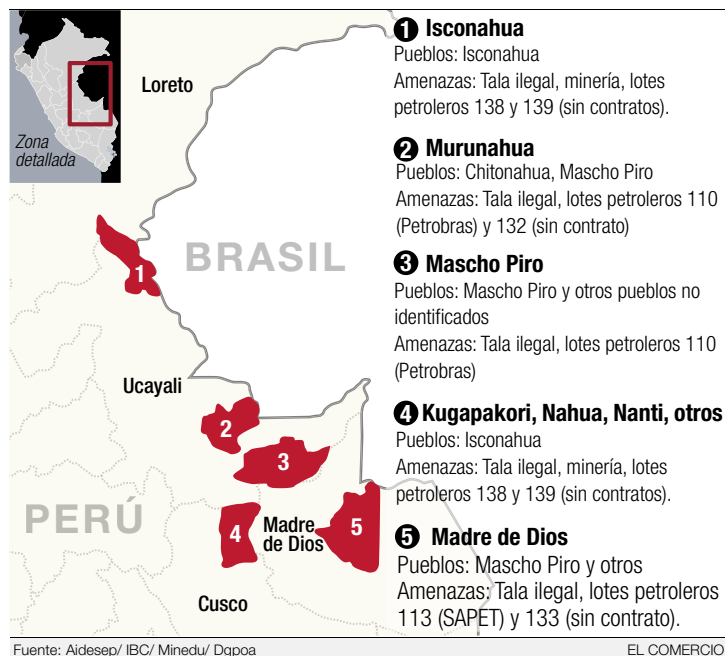 Zona
detallada
Loreto
BRASIL
1
Ucayali
2
3
PERÚ
4
Madre
de Dios
5
Cusco
1 Isconahua
Pueblos: Isconahua
Amenazas: Tala ilegal, minería, lotes
petroleros 138 y 139 (sin contratos).
2 Murunahua
Pueblos: Chitonahua, Mascho Piro
Amenazas: Tala ilegal, lotes petroleros 110
(Petrobras) y 132 (sin contrato)
3 Mascho Piro
Pueblos: Mascho Piro y otros pueblos no
identificados
Amenazas: Tala ilegal, lotes petroleros 110
(Petrobras)
4 Kugapakori, Nahua, Nanti, otros
Pueblos: Isconahua
Amenazas: Tala ilegal, minería, lotes
petroleros 138 y 139 (sin contratos).
5 Madre de Dios
Pueblos: Mascho Piro y otros
Amenazas: Tala ilegal, lotes petroleros
113 (SAPET) y 133 (sin contrato).
Fuente: Aidesep/ IBC/ Minedu/ Dgpoa
EL COMERCIO